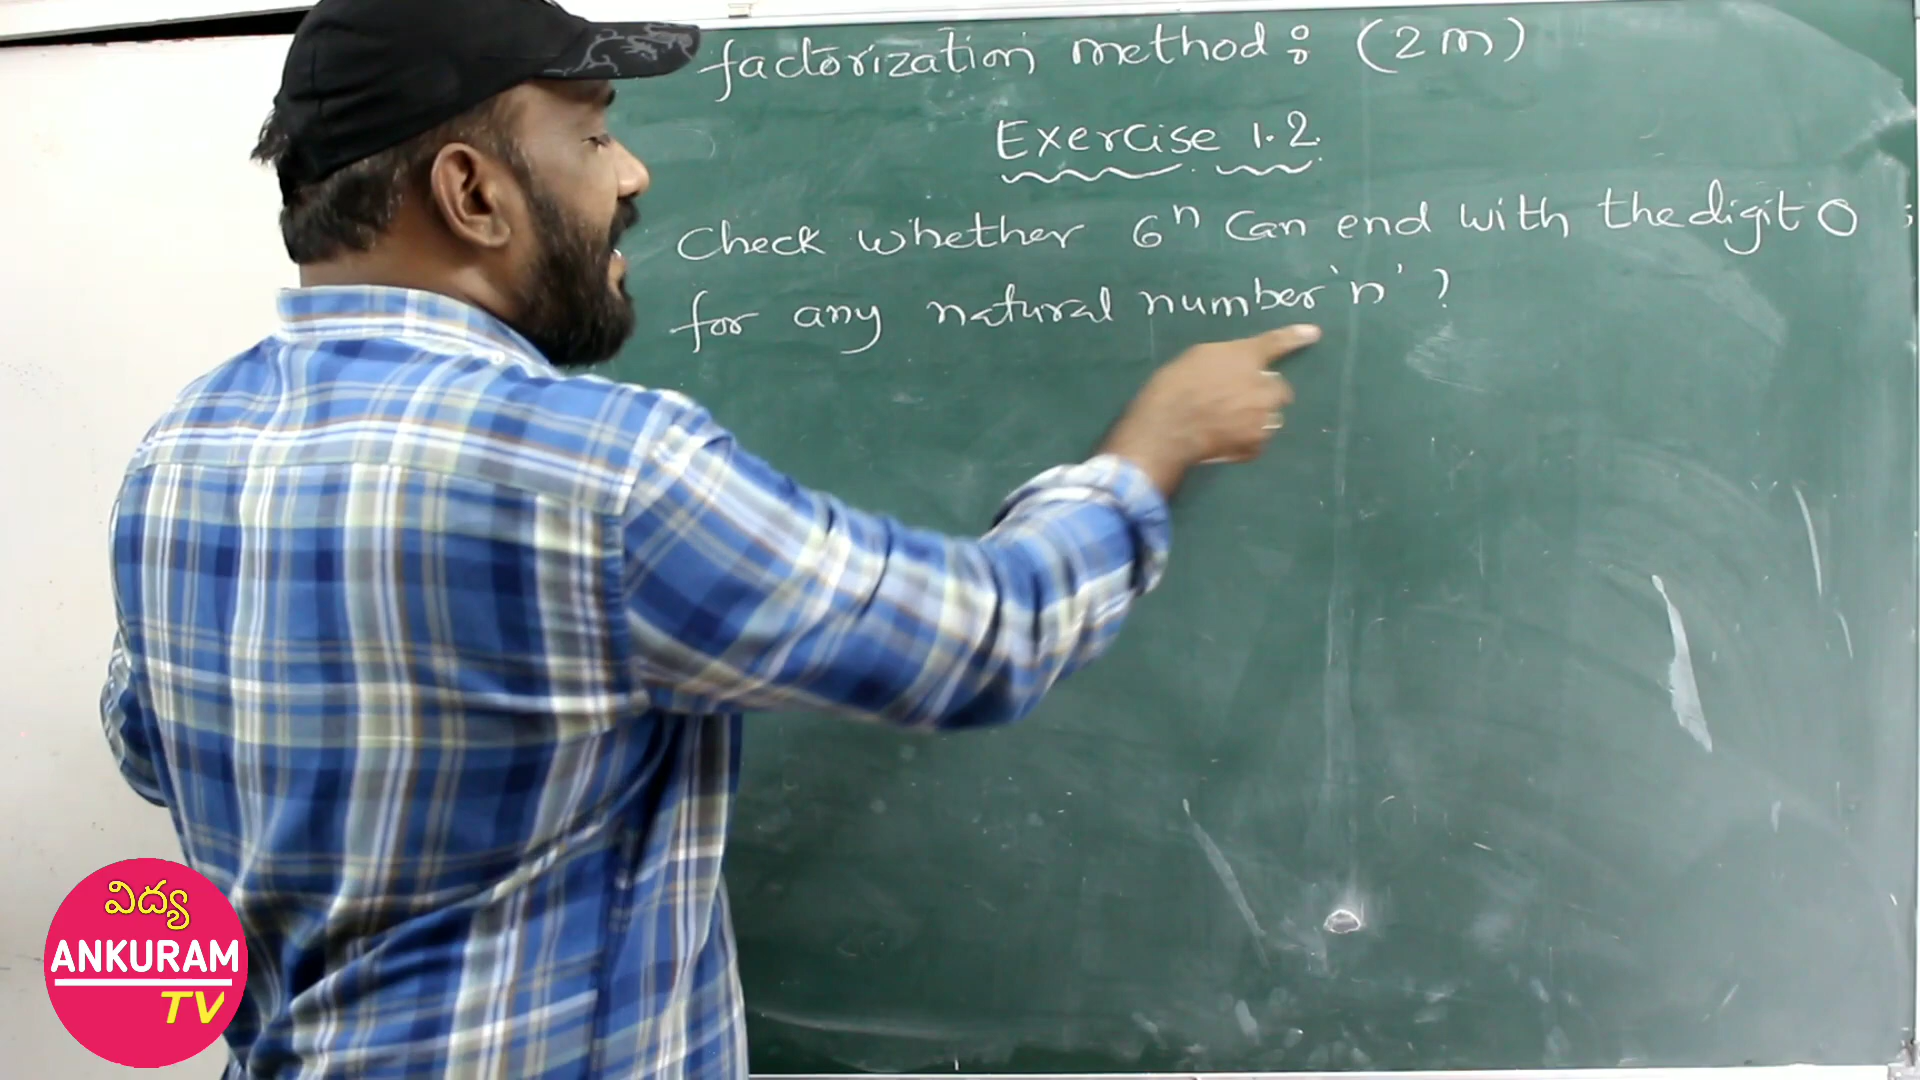 factorization method : (2m)
Exercise 1.2.
Check whether 6ⁿ Can end with the digit 0 ;
for any natural number 'n' ?
విద్య
ANKURAM
TV